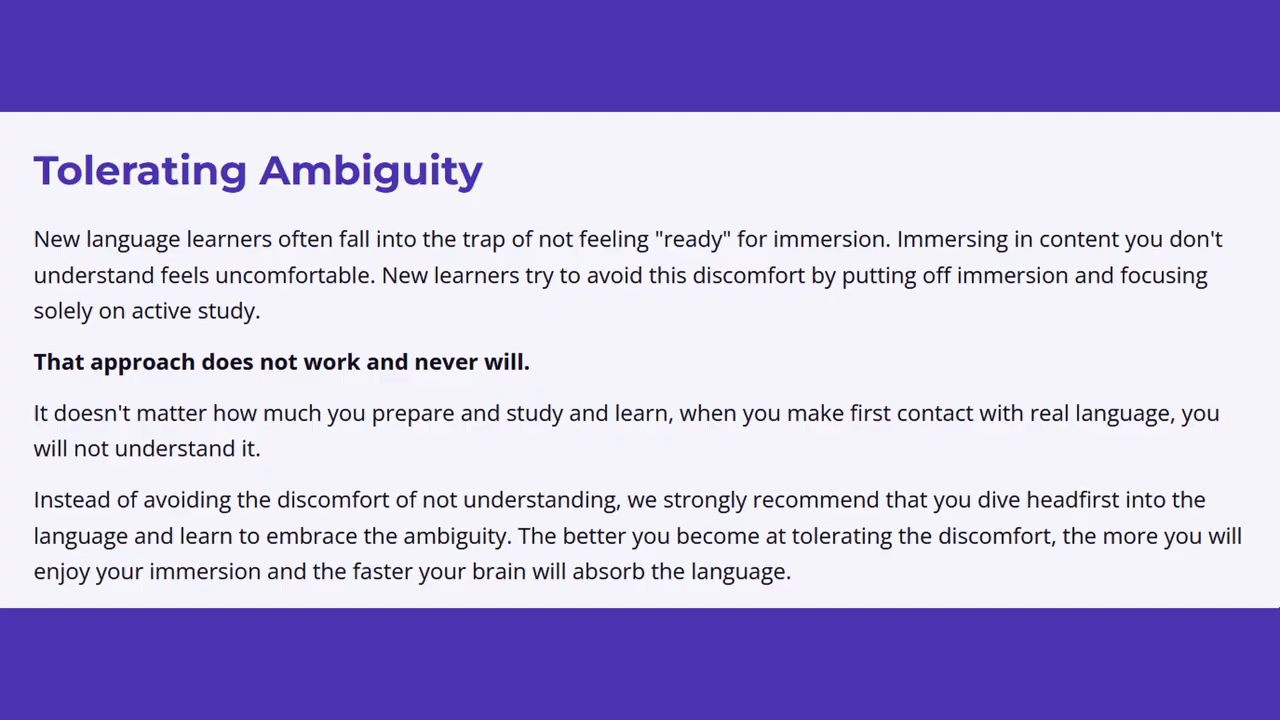 Tolerating Ambiguity
New language learners often fall into the trap of not feeling "ready" for immersion. Immersing in content you don't
understand feels uncomfortable. New learners try to avoid this discomfort by putting off immersion and focusing
solely on active study.
That approach does not work and never will.
It doesn't matter how much you prepare and study and learn, when you make first contact with real language, you
will not understand it.
Instead of avoiding the discomfort of not understanding, we strongly recommend that you dive headfirst into the
language and learn to embrace the ambiguity. The better you become at tolerating the discomfort, the more you will
enjoy your immersion and the faster your brain will absorb the language.